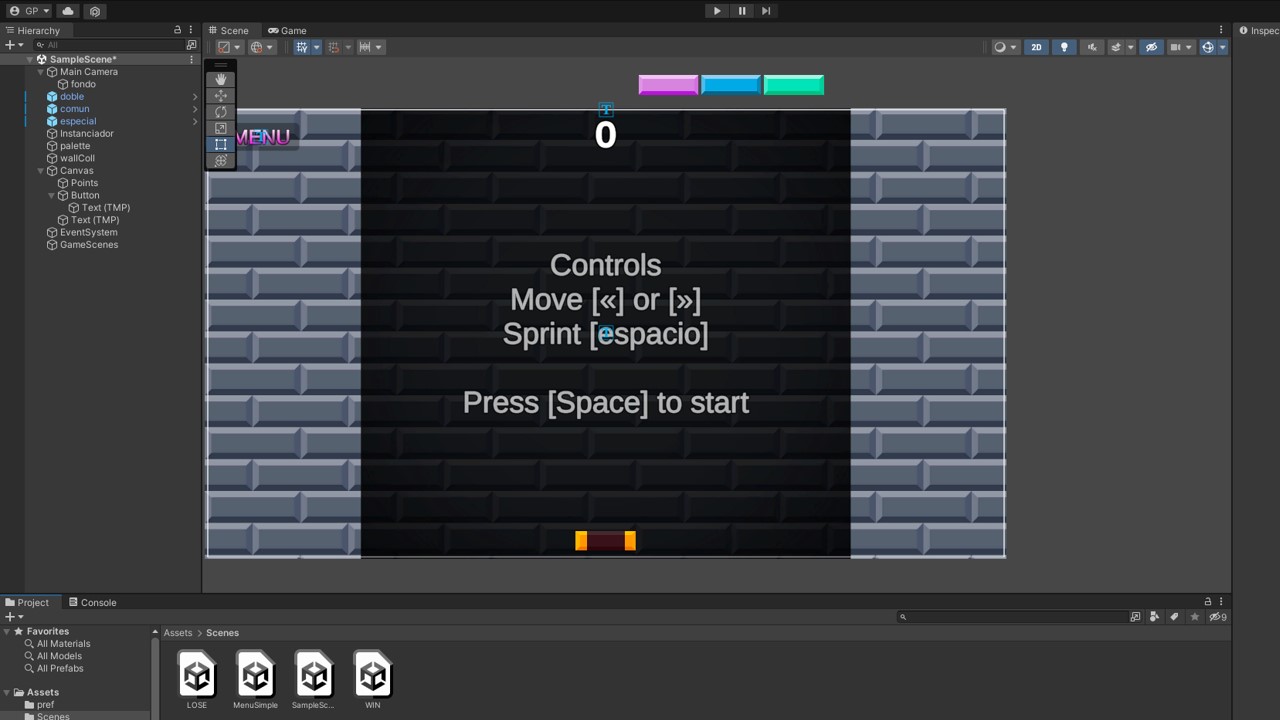 GP
Hierarchy
All
SampleScene*
Main Camera
fondo
doble
comun
especial
Instanciador
palette
wallColl
Canvas
Points
Button
Text (TMP)
Text (TMP)
EventSystem
GameScenes
Scene
Game
2D
Inspec
MENU
0
Controls
Move [«] or [»]
Sprint [espacio]
Press [Space] to start
Project
Console
9
Favorites
All Materials
All Models
All Prefabs
Assets
pref
Scenes
Assets > Scenes
LOSE
MenuSimple
SampleSc...
WIN